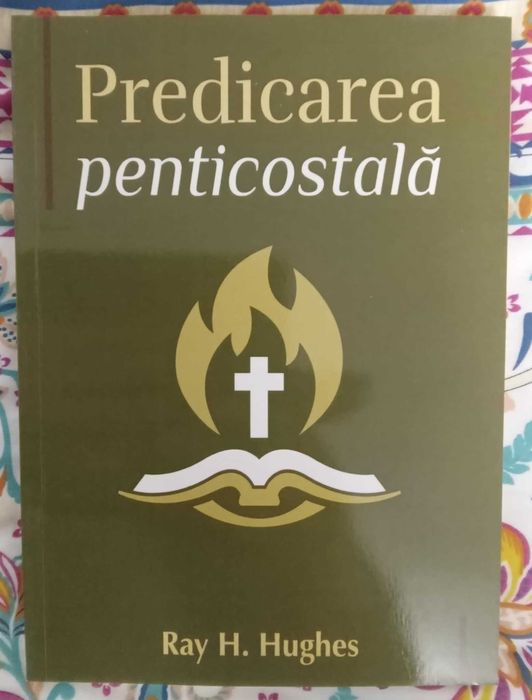 Predicarea
penticostală
Ray H. Hughes